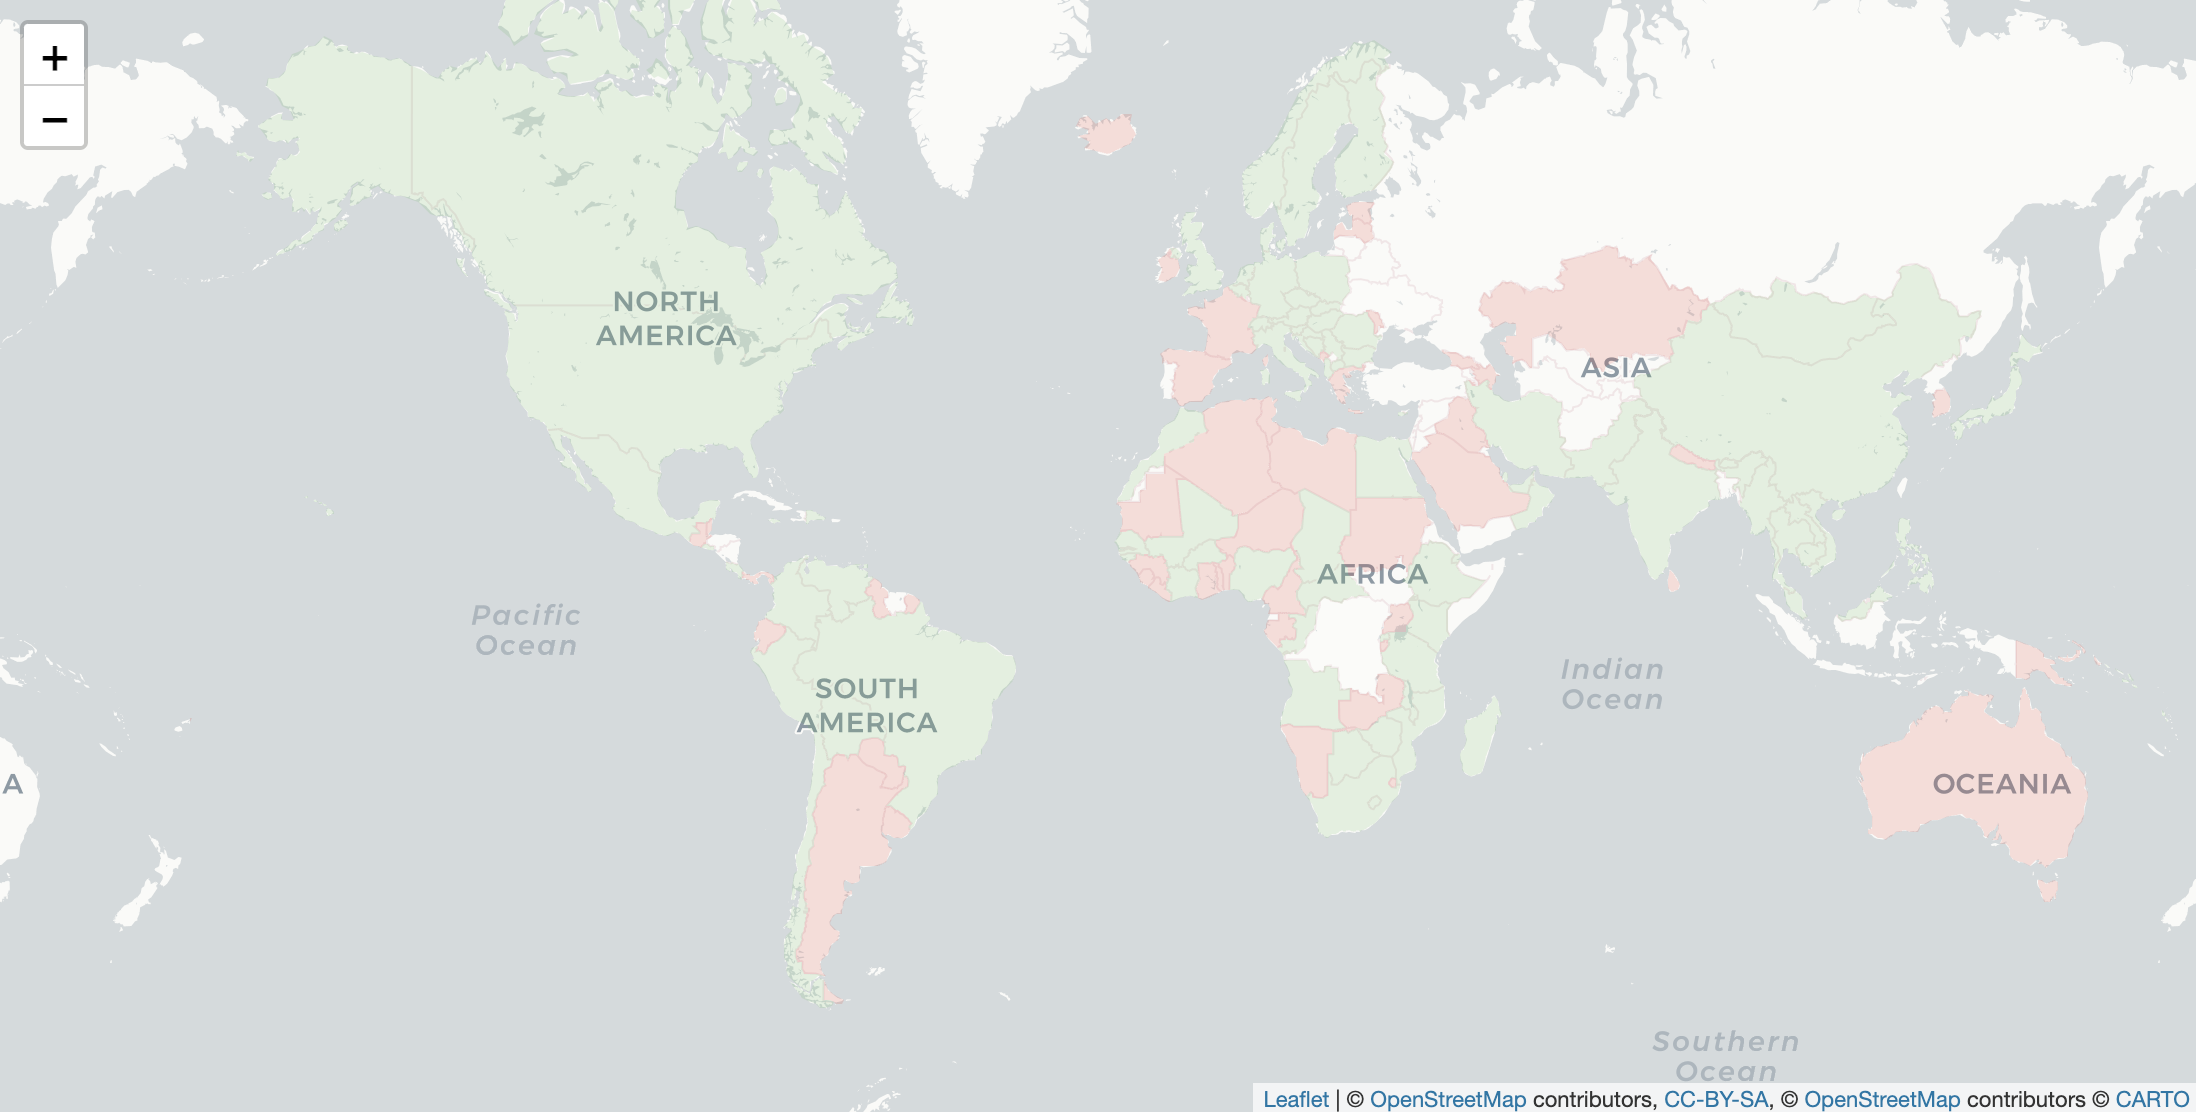 +
−
NORTH
AMERICA
ASIA
AFRICA
Pacific
Ocean
SOUTH
AMERICA
Indian
Ocean
A
OCEANIA
Southern
Ocean
Leaflet | © OpenStreetMap contributors, CC-BY-SA, © OpenStreetMap contributors © CARTO